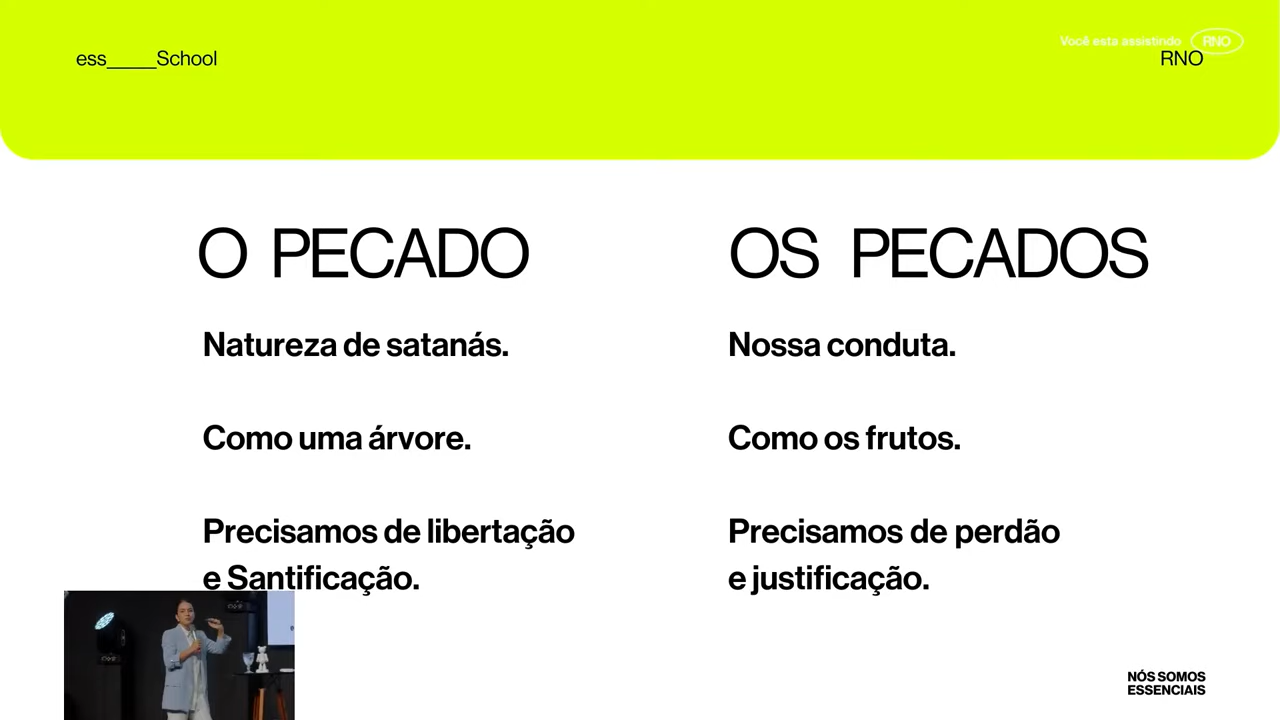 ess_____School
Você esta assistindo RNO
RNO
O PECADO
Natureza de satanás.
Como uma árvore.
Precisamos de libertação
e Santificação.
OS PECADOS
Nossa conduta.
Como os frutos.
Precisamos de perdão
e justificação.
NÓS SOMOS
ESSENCIAIS